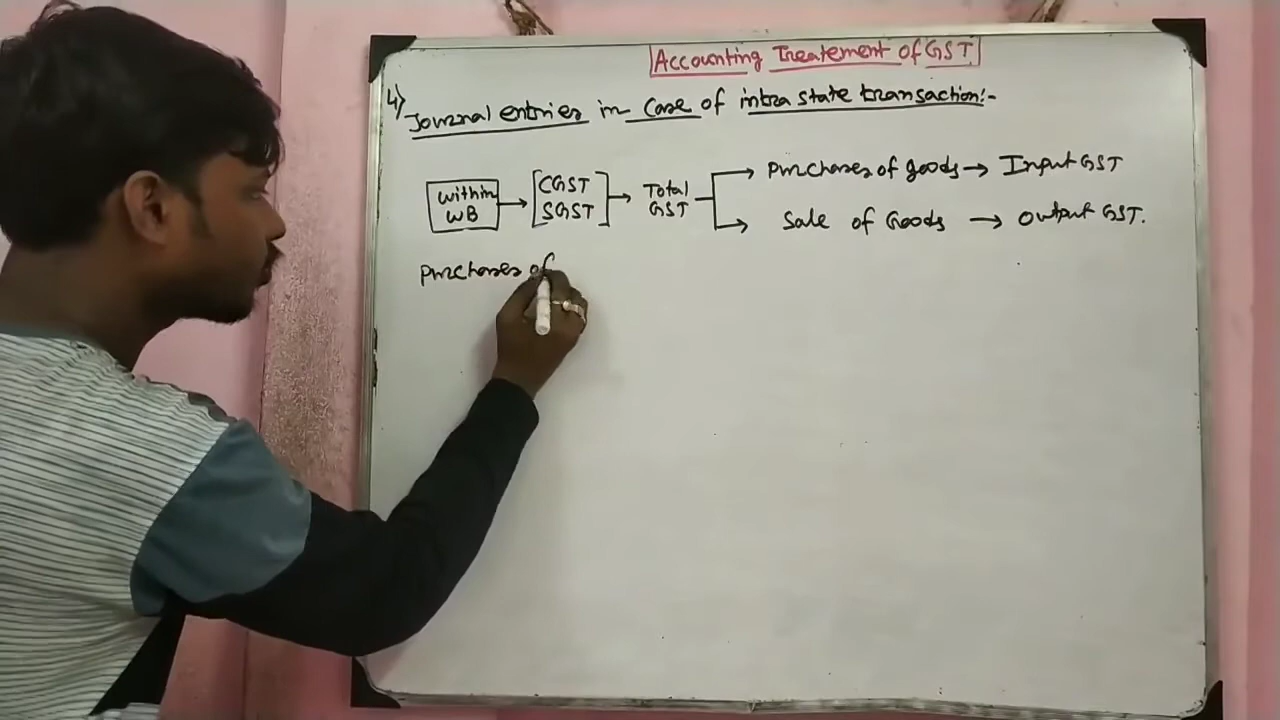 Accounting Treatement of GST
4) Journal entries in Case of intra state transaction:-
within WB → [CGST SGST] → Total GST
Purchases of goods → Input GST
Sale of Goods → Output GST.
Purchases of